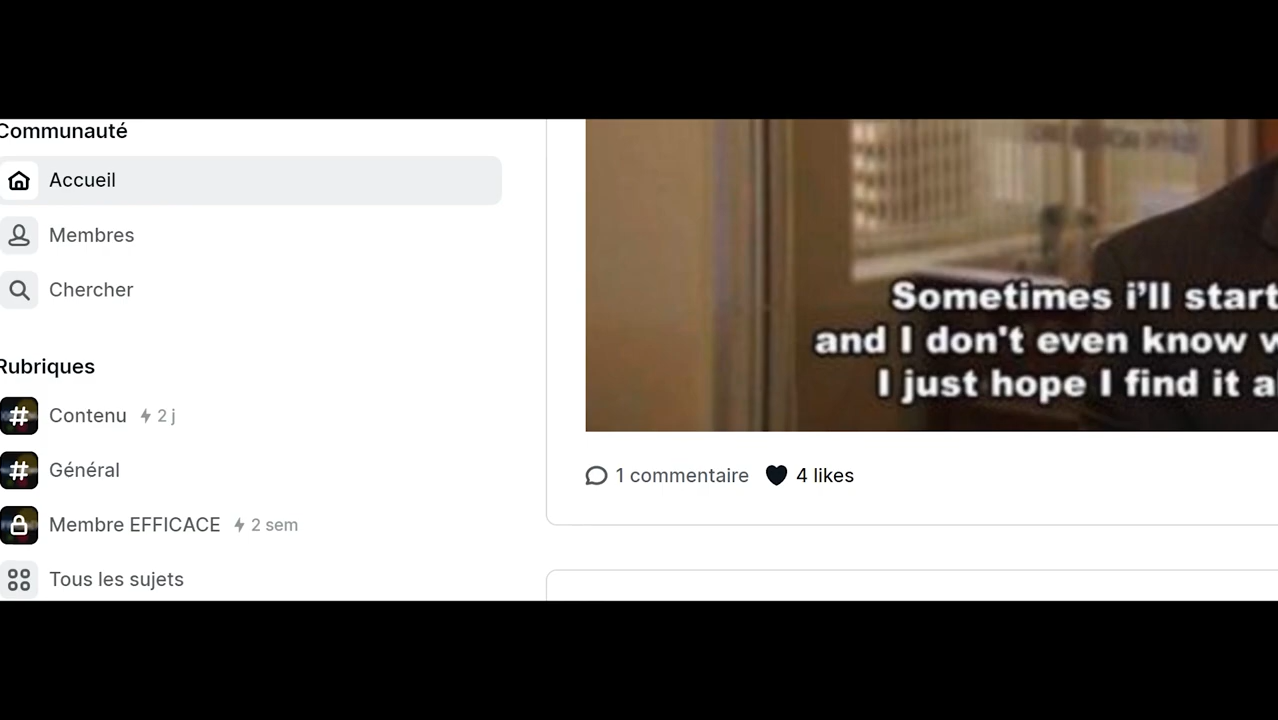 Communauté
Accueil
Membres
Chercher
Rubriques
# Contenu 2 j
# Général
Membre EFFICACE 2 sem
Tous les sujets
Sometimes i'll start
and I don't even know
I just hope I find it
1 commentaire 4 likes